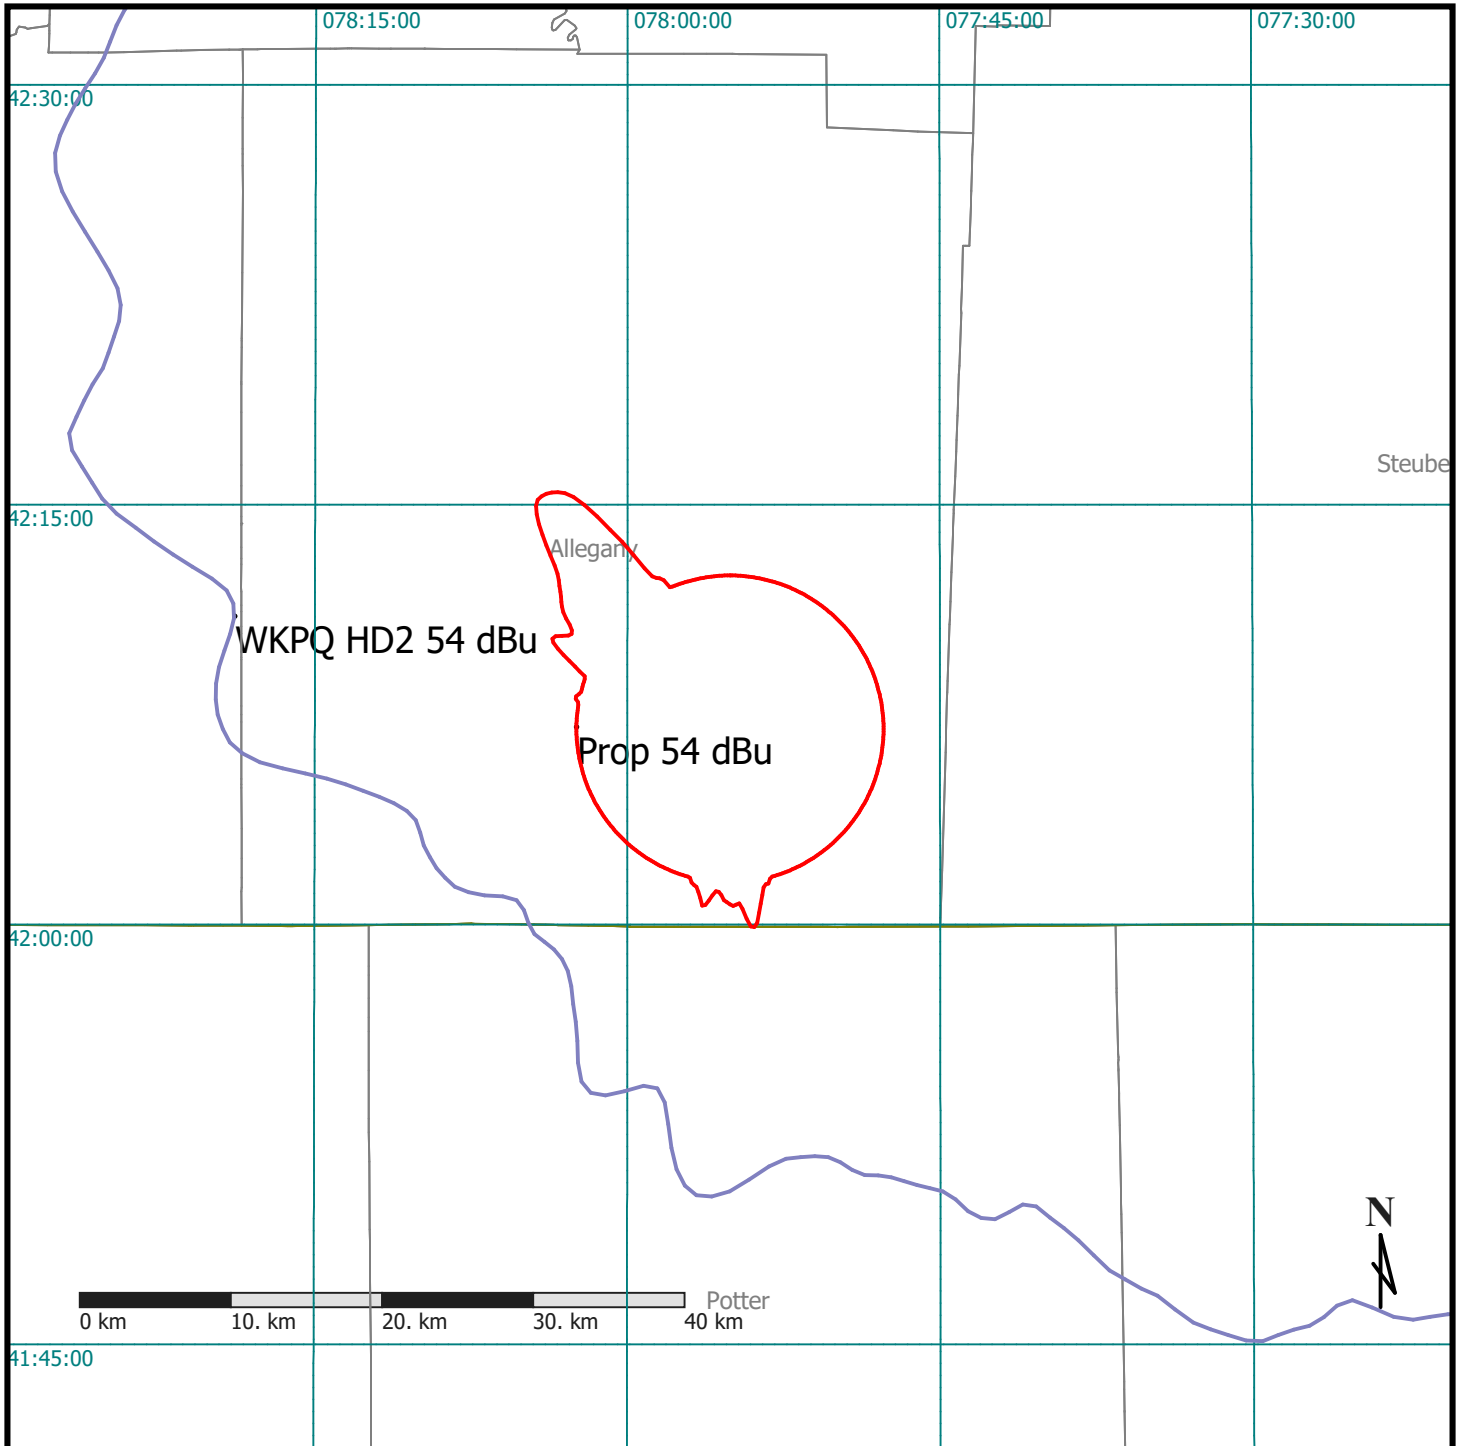 078:15:00
078:00:00
077:45:00
077:30:00
42:30:00
Steube
42:15:00
Allegany
WKPQ HD2 54 dBu
Prop 54 dBu
42:00:00
N
Potter
0 km
10. km
20. km
30. km
40 km
41:45:00